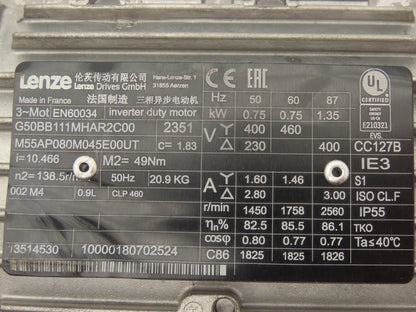 Lenze 伦茨传动有限公司 Hans-Lenze-Str. 1
Lenze Drives GmbH 31855 Aerzen
Made in France 法国制造 三相异步电动机
3~Mot EN60034 inverter duty motor
G50BB111MHAR2C00 2351
M55AP080M045E00UT c= 1.83
i= 10.466 M2= 49Nm
n2= 138.5r/ 50Hz 20.9 KG
002 M4 0.9L CLP 460
13514530 10000180702524
CE EAC
Hz 50 60 87
kW 0.75 0.75 1.35
V 400 460
230 400
A 1.60 1.46
2.80 3.00
r/min 1450 1758 2560
η% 82.5 85.5 86.1
cosφ 0.80 0.77 0.77
C86 1825 1825 1826
UL
CERTIFIED
SAFETY
E210321
EVS.
CC127B
IE3
S1
ISO CL.F
IP55
TKO
Ta≤40℃